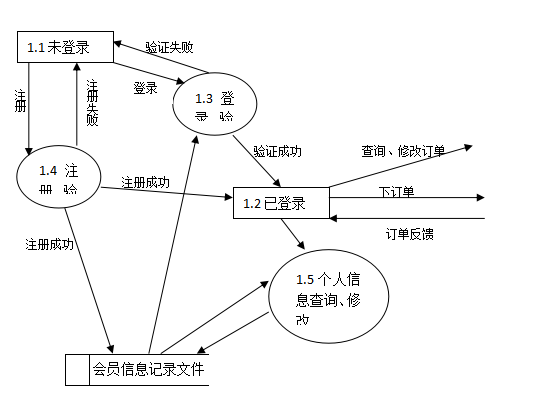 1.1 未登录
验证失败
注册
注册失败
登录
1.3 登
录 验
验证成功
查询、修改订单
1.4 注
册 验
注册成功
下订单
1.2 已登录
订单反馈
注册成功
1.5 个人信
息查询、修
改
会员信息记录文件